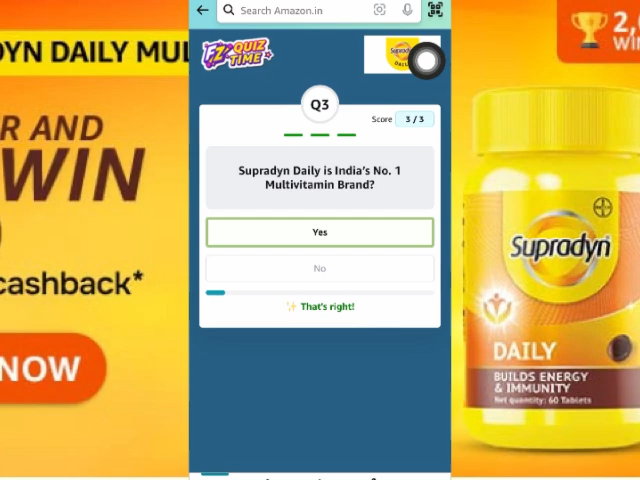 Search Amazon.in
FZ QUIZ
TIME
Supradyn
DAILY
Q3
Score 3 / 3
Supradyn Daily is India's No. 1
Multivitamin Brand?
Yes
No
That's right!
DYN DAILY MUL
R AND
WIN
cashback*
NOW
2,
WIN
Supradyn
DAILY
BUILDS ENERGY
& IMMUNITY
Net quantity: 60 Tablets